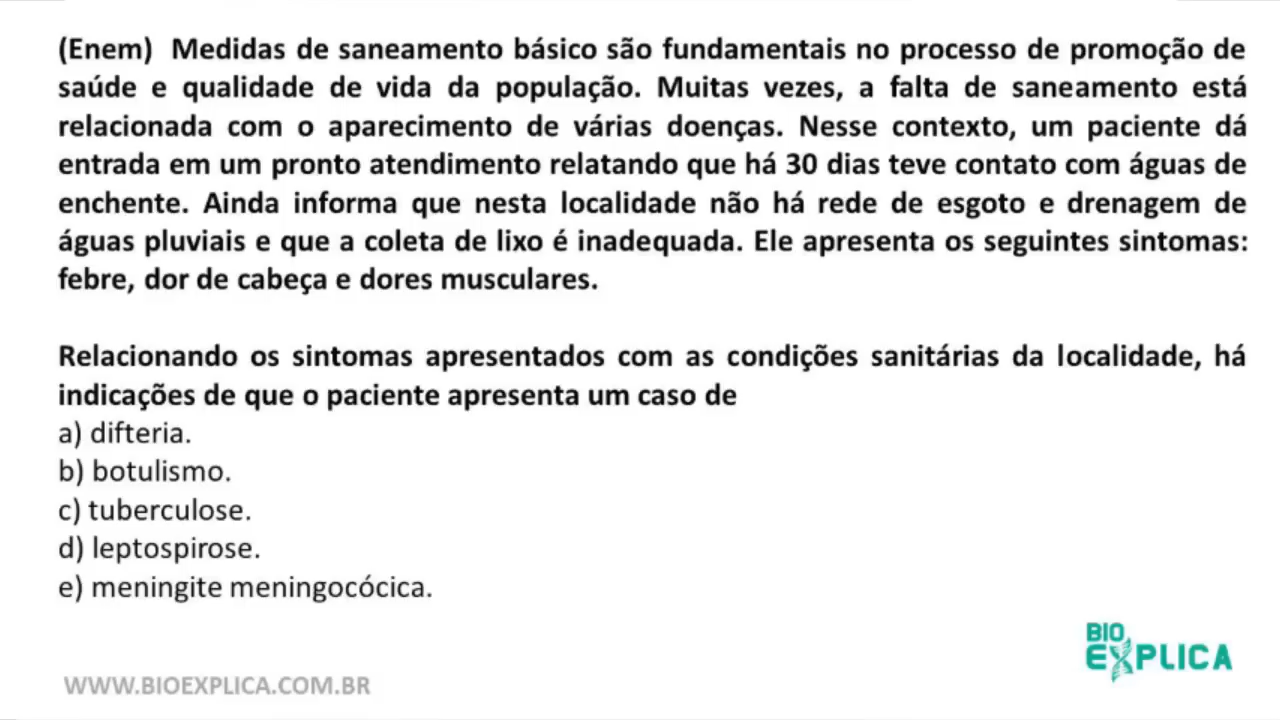 (Enem) Medidas de saneamento básico são fundamentais no processo de promoção de
saúde e qualidade de vida da população. Muitas vezes, a falta de saneamento está
relacionada com o aparecimento de várias doenças. Nesse contexto, um paciente dá
entrada em um pronto atendimento relatando que há 30 dias teve contato com águas de
enchente. Ainda informa que nesta localidade não há rede de esgoto e drenagem de
águas pluviais e que a coleta de lixo é inadequada. Ele apresenta os seguintes sintomas:
febre, dor de cabeça e dores musculares.
Relacionando os sintomas apresentados com as condições sanitárias da localidade, há
indicações de que o paciente apresenta um caso de
a) difteria.
b) botulismo.
c) tuberculose.
d) leptospirose.
e) meningite meningocócica.
BIO
EXPLICA
WWW.BIOEXPLICA.COM.BR